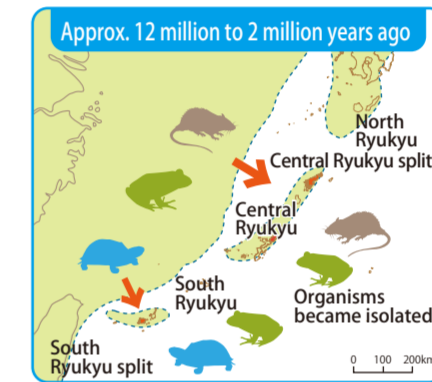 Approx. 12 million to 2 million years ago
North
Ryukyu
Central Ryukyu split
Central
Ryukyu
South
Ryukyu
Organisms
became isolated
South
Ryukyu split
0 100 200km